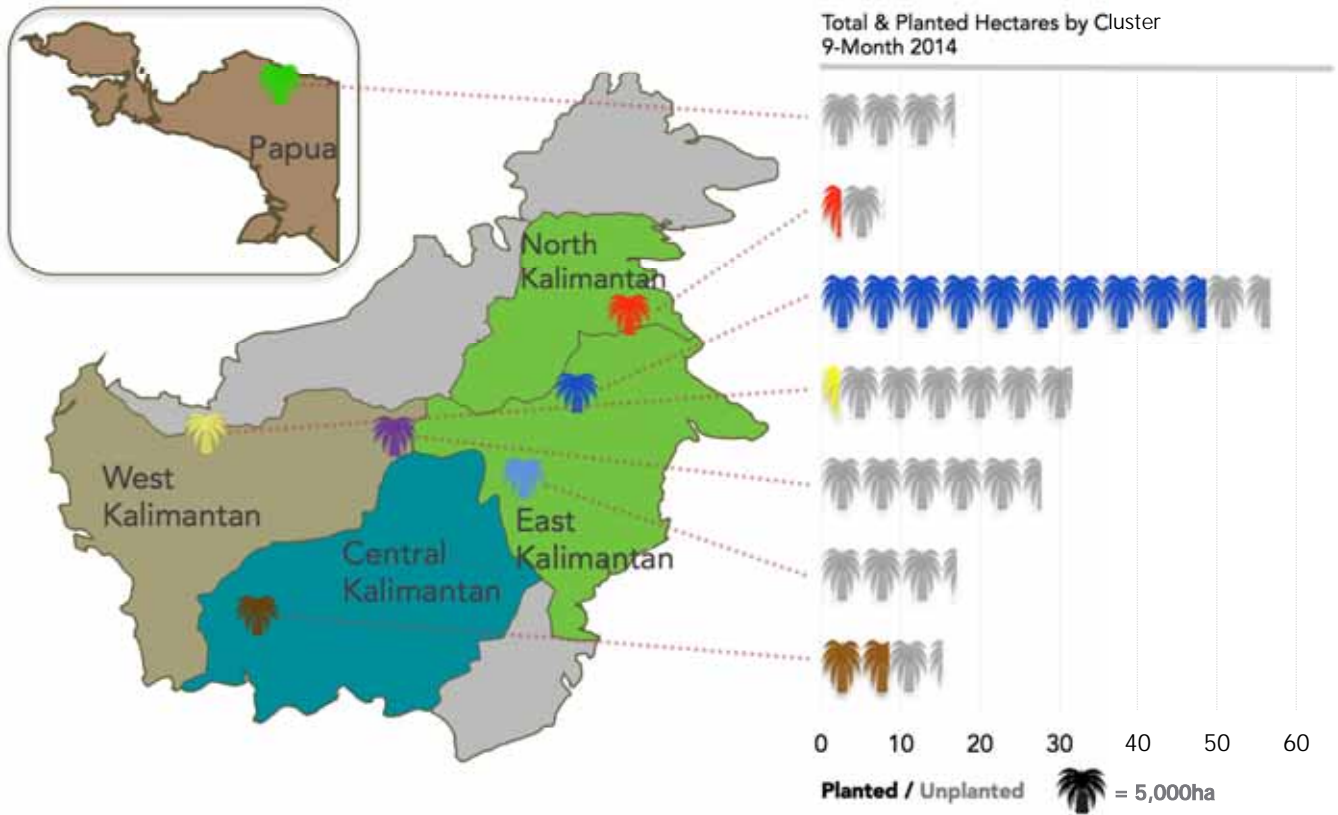 Total & Planted Hectares by Cluster
9-Month 2014
Papua
North
Kalimantan
West
Kalimantan
East
Kalimantan
Central
Kalimantan
0 10 20 30 40 50 60
Planted / Unplanted = 5,000ha